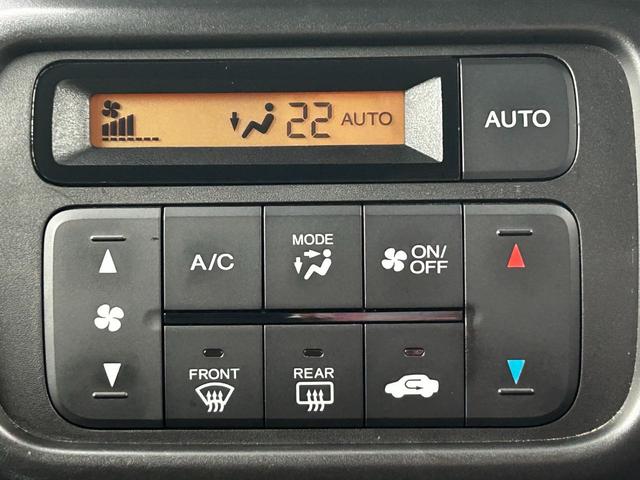 22 AUTO
AUTO
A/C
MODE
ON/
OFF
FRONT
REAR